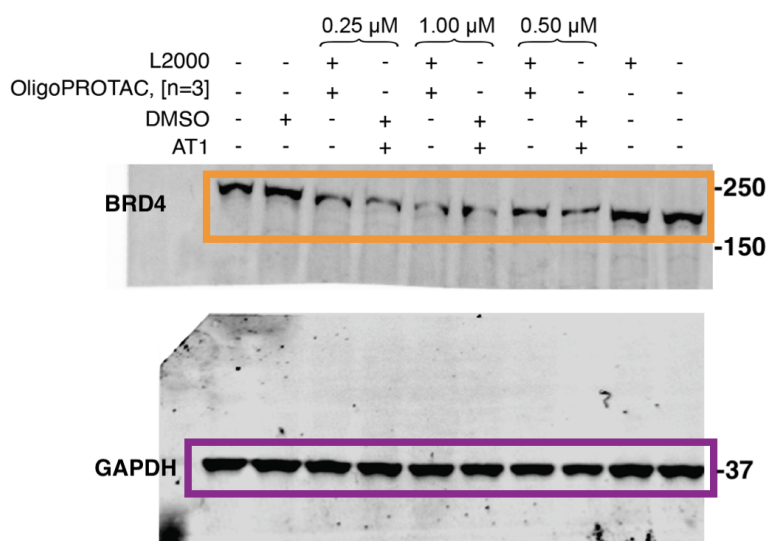 0.25 µM 1.00 µM 0.50 µM
L2000 - - + - + - + - + -
OligoPROTAC, [n=3] - - + - + - + - - -
DMSO - + - + - + - + - -
AT1 - - - + - + - + - -
BRD4
-250
-150
GAPDH
-37